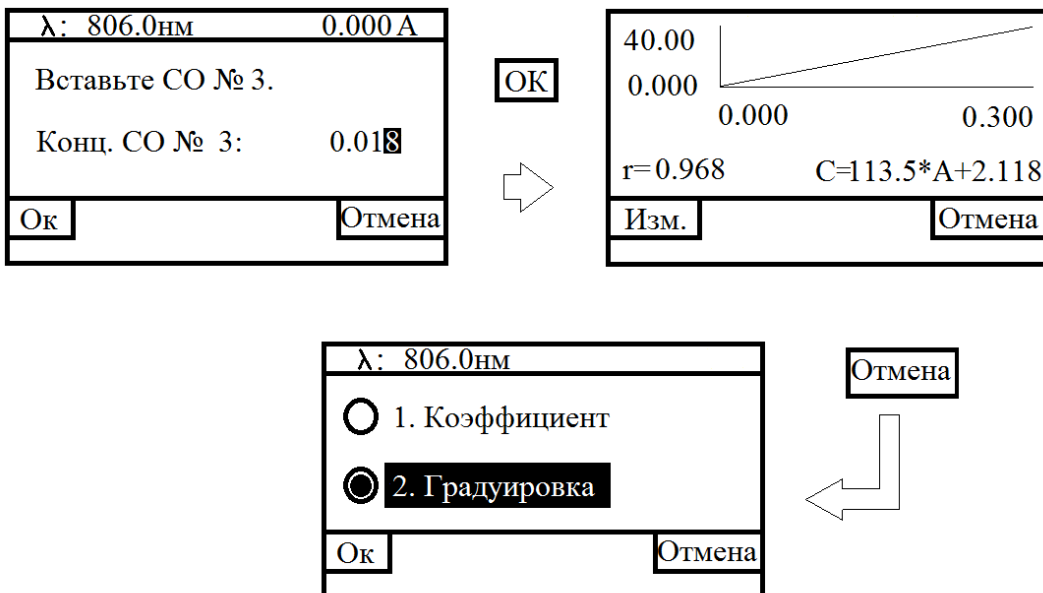 λ: 806.0нм 0.000 A
Вставьте СО № 3.
Конц. СО № 3: 0.018
Ок Отмена
ОК
40.00
0.000
0.000 0.300
r=0.968 C=113.5*A+2.118
Изм. Отмена
λ: 806.0нм
1. Коэффициент
2. Градуировка
Ок Отмена
Отмена